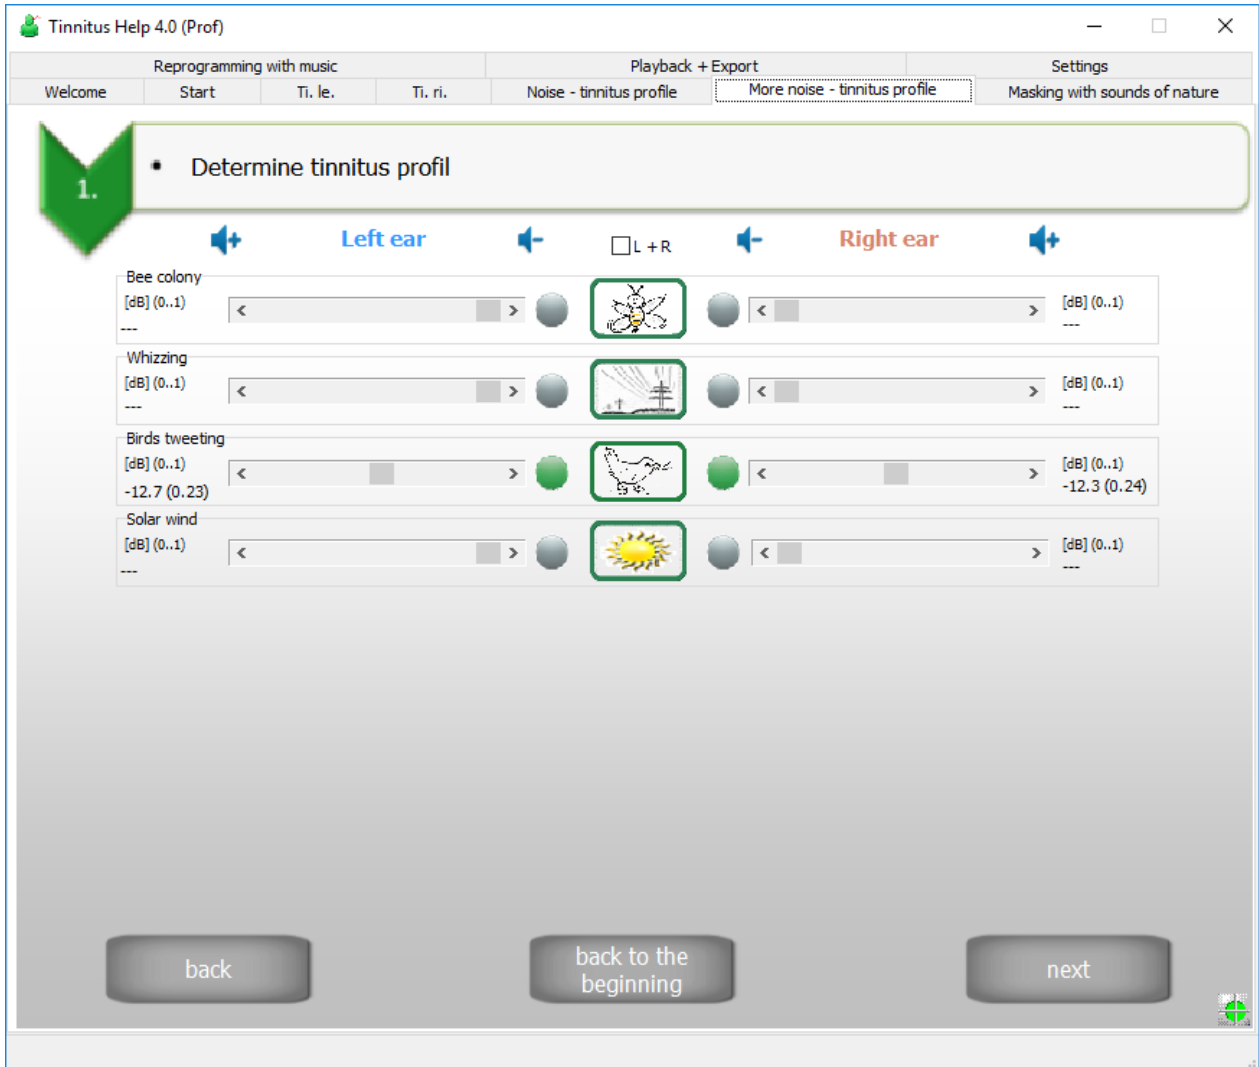 Tinnitus Help 4.0 (Prof)
Reprogramming with music Playback + Export Settings
Welcome Start Ti. le. Ti. ri. Noise - tinnitus profile More noise - tinnitus profile Masking with sounds of nature
1. • Determine tinnitus profil
Left ear L + R Right ear
Bee colony
[dB] (0..1) [dB] (0..1)
--- ---
Whizzing
[dB] (0..1) [dB] (0..1)
--- ---
Birds tweeting
[dB] (0..1) [dB] (0..1)
-12.7 (0.23) -12.3 (0.24)
Solar wind
[dB] (0..1) [dB] (0..1)
--- ---
back
back to the
beginning
next